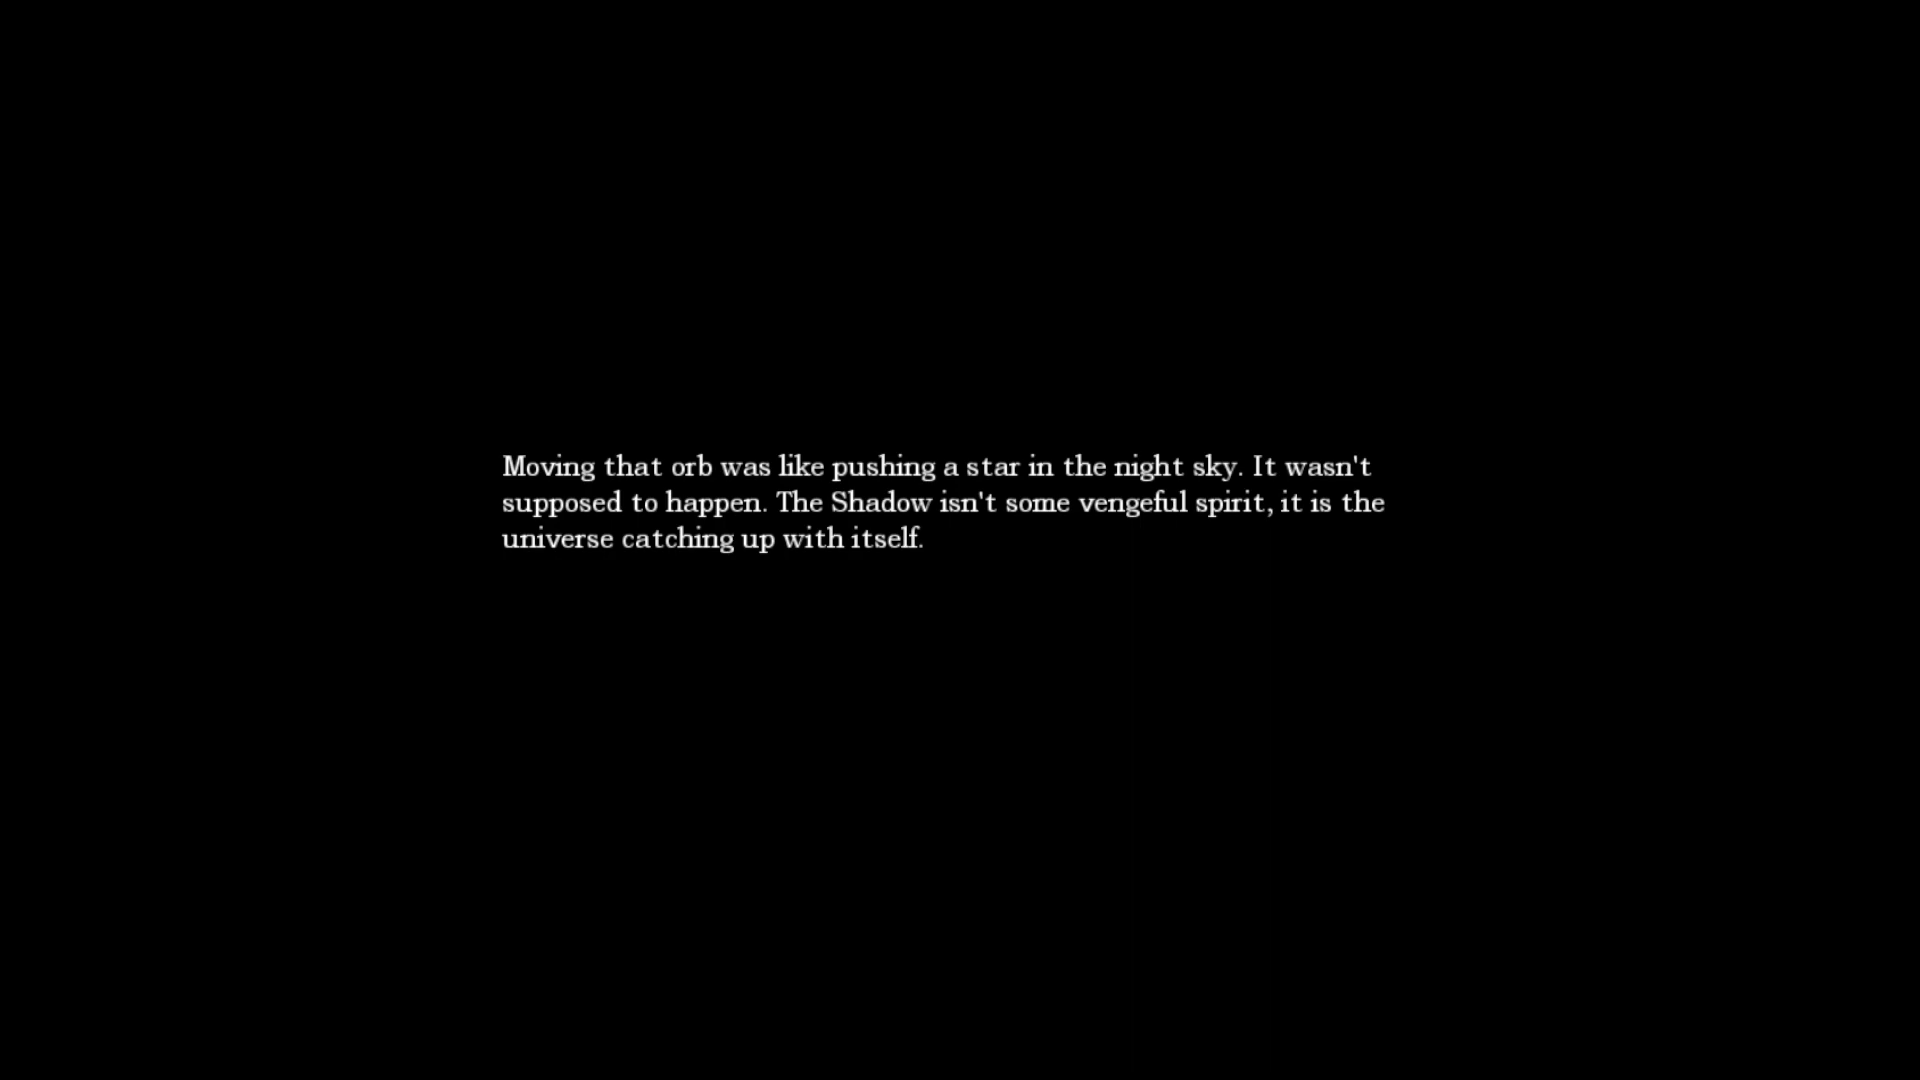 Moving that orb was like pushing a star in the night sky. It wasn't
supposed to happen. The Shadow isn't some vengeful spirit, it is the
universe catching up with itself.